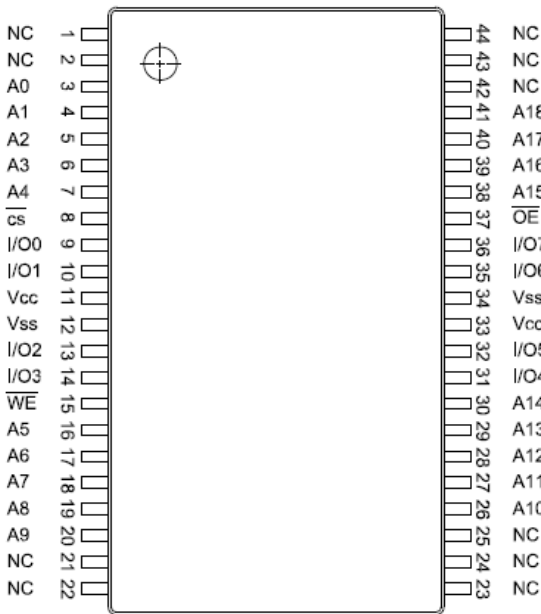 NC 1 44 NC
NC 2 43 NC
A0 3 42 NC
A1 4 41 A18
A2 5 40 A17
A3 6 39 A16
A4 7 38 A15
cs 8 37 OE
I/O0 9 36 I/O7
I/O1 10 35 I/O6
Vcc 11 34 Vss
Vss 12 33 Vcc
I/O2 13 32 I/O5
I/O3 14 31 I/O4
WE 15 30 A14
A5 16 29 A13
A6 17 28 A12
A7 18 27 A11
A8 19 26 A10
A9 20 25 NC
NC 21 24 NC
NC 22 23 NC